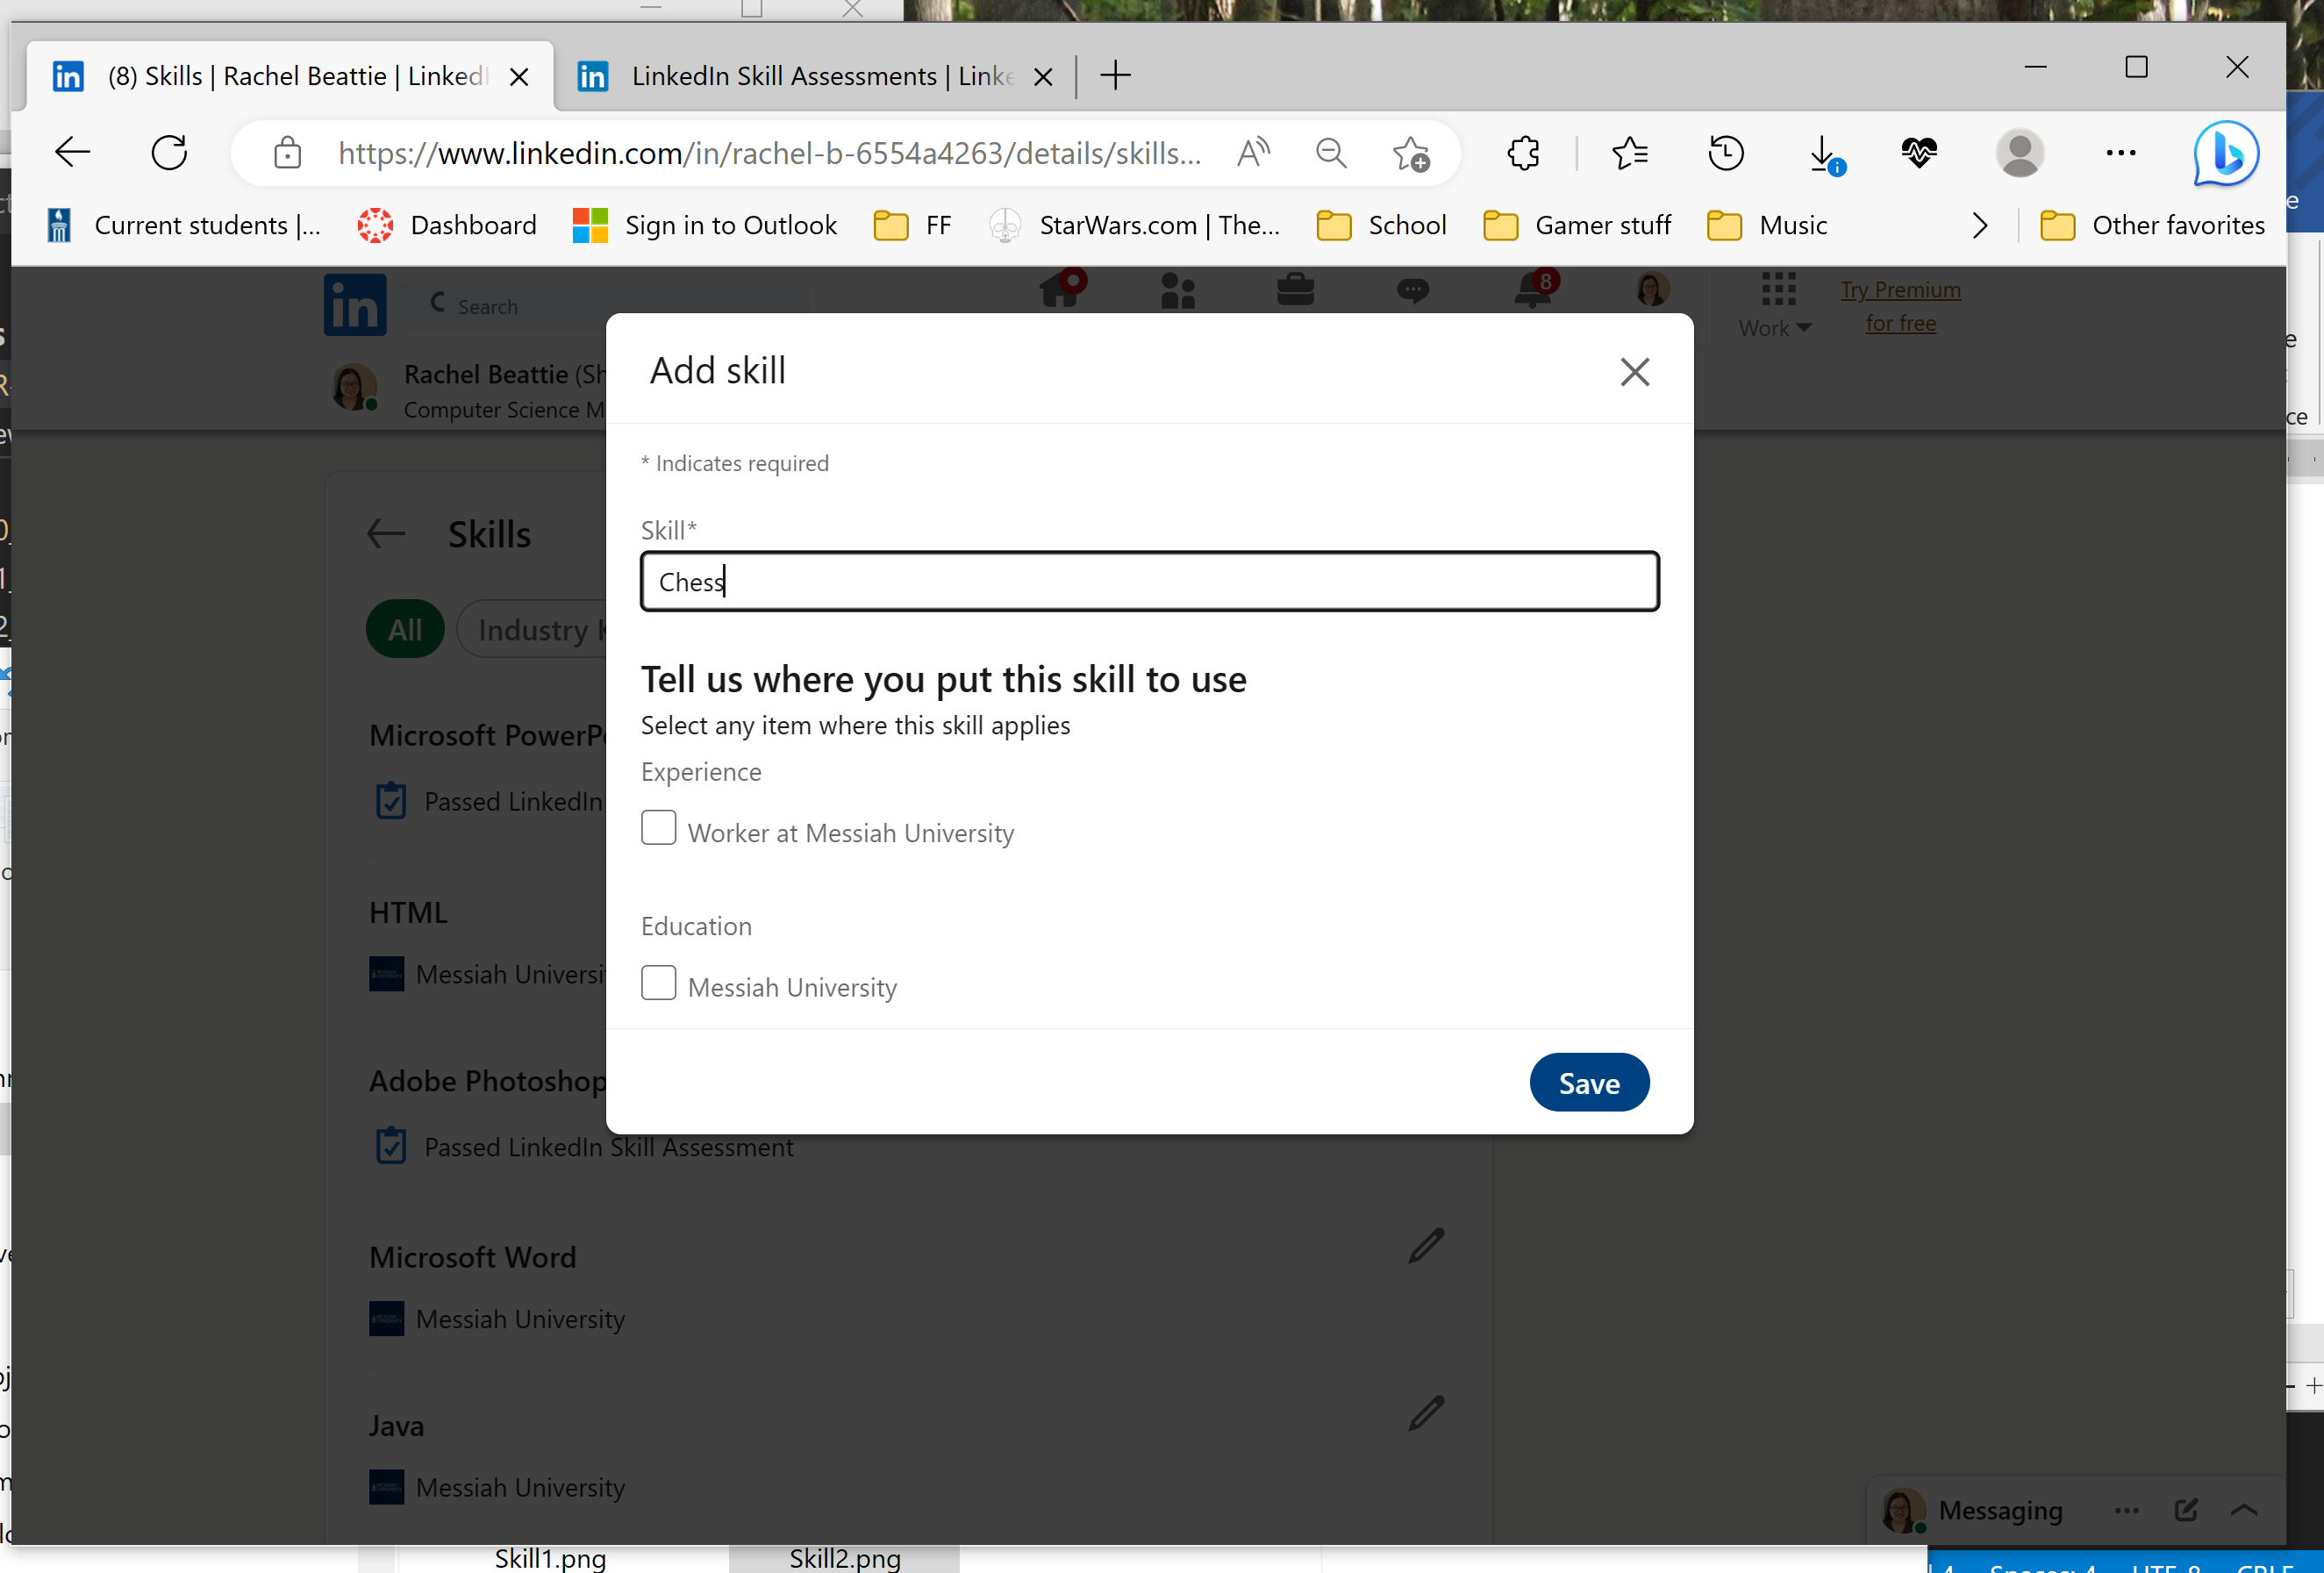 (8) Skills | Rachel Beattie | LinkedI
LinkedIn Skill Assessments | Linke
https://www.linkedin.com/in/rachel-b-6554a4263/details/skills...
Current students |...
Dashboard
Sign in to Outlook
FF
StarWars.com | The...
School
Gamer stuff
Music
Other favorites
in
Search
8
Work
Try Premium
for free
Rachel Beattie (Sh
Computer Science M
Add skill
* Indicates required
Skill*
Chess
Tell us where you put this skill to use
Select any item where this skill applies
Experience
Worker at Messiah University
Education
Messiah University
Save
Skills
All
Industry K
Microsoft PowerPo
Passed LinkedIn
HTML
Messiah Universit
Adobe Photoshop
Passed LinkedIn Skill Assessment
Microsoft Word
Messiah University
Java
Messiah University
Messaging
Skill1.png
Skill2.png